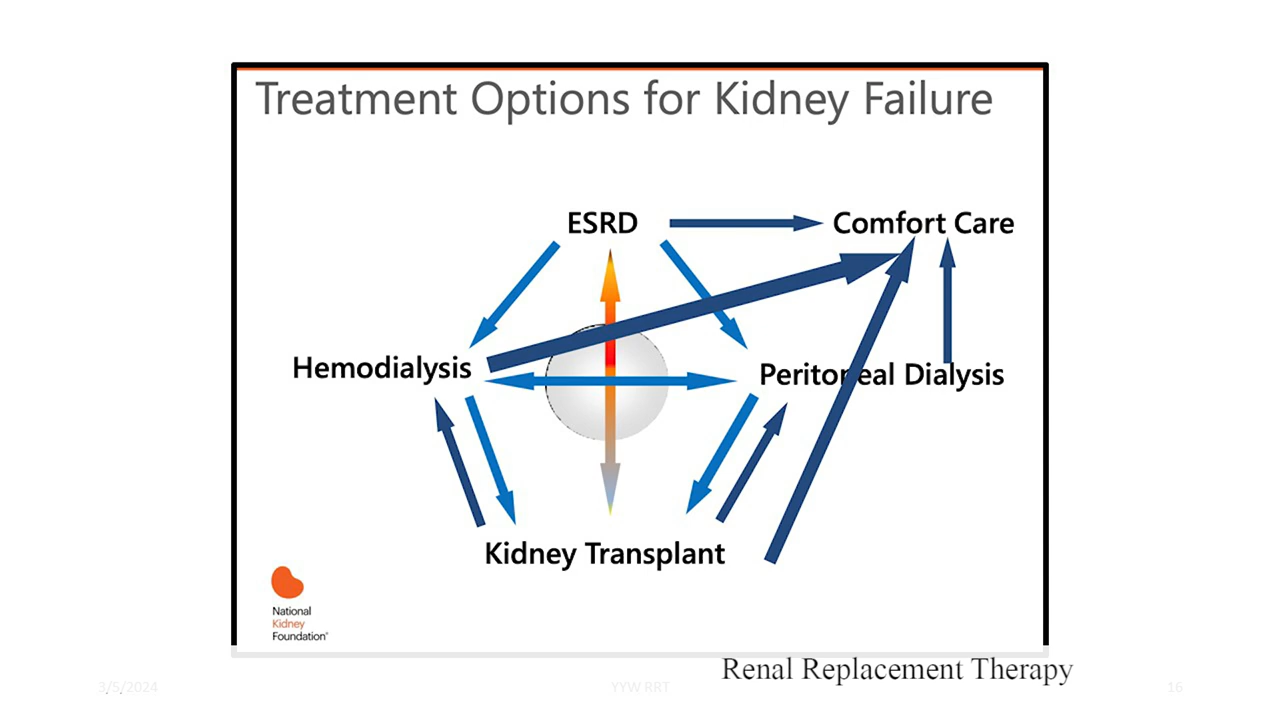 Treatment Options for Kidney Failure
ESRD
Comfort Care
Hemodialysis
Peritoneal Dialysis
Kidney Transplant
National
Kidney
Foundation®
Renal Replacement Therapy
3/5/2024
YYW RRT
16